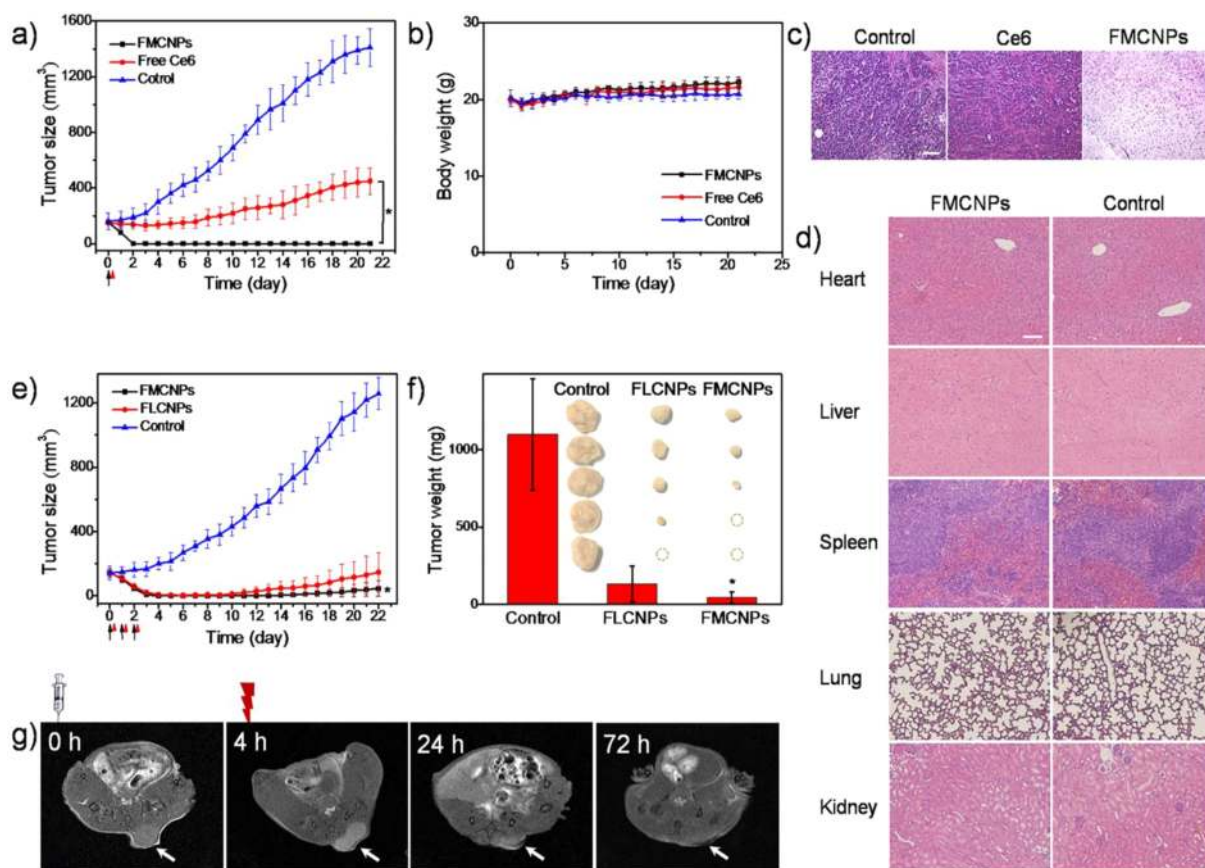 a)
1600
1200
800
400
0
Tumor size (mm³)
FMCNPs
Free Ce6
Cotrol
*
0 2 4 6 8 10 12 14 16 18 20 22
Time (day)
b)
30
20
10
0
Body weight (g)
FMCNPs
Free Ce6
Control
0 5 10 15 20 25
Time (day)
c)
Control Ce6 FMCNPs
d)
FMCNPs Control
Heart
Liver
Spleen
Lung
Kidney
e)
1200
800
400
0
Tumor size (mm³)
FMCNPs
FLCNPs
Control
*
0 2 4 6 8 10 12 14 16 18 20 22
Time (day)
f)
1000
500
0
Tumor weight (mg)
Control FLCNPs FMCNPs
*
Control FLCNPs FMCNPs
g)
0 h 4 h 24 h 72 h